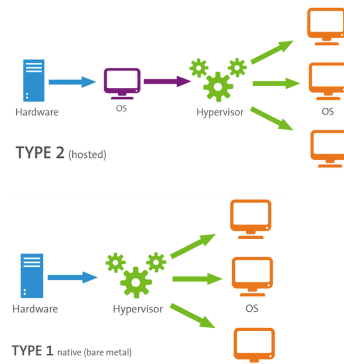 Hardware OS Hypervisor OS
TYPE 2 (hosted)
Hardware Hypervisor OS
TYPE 1 native (bare metal)